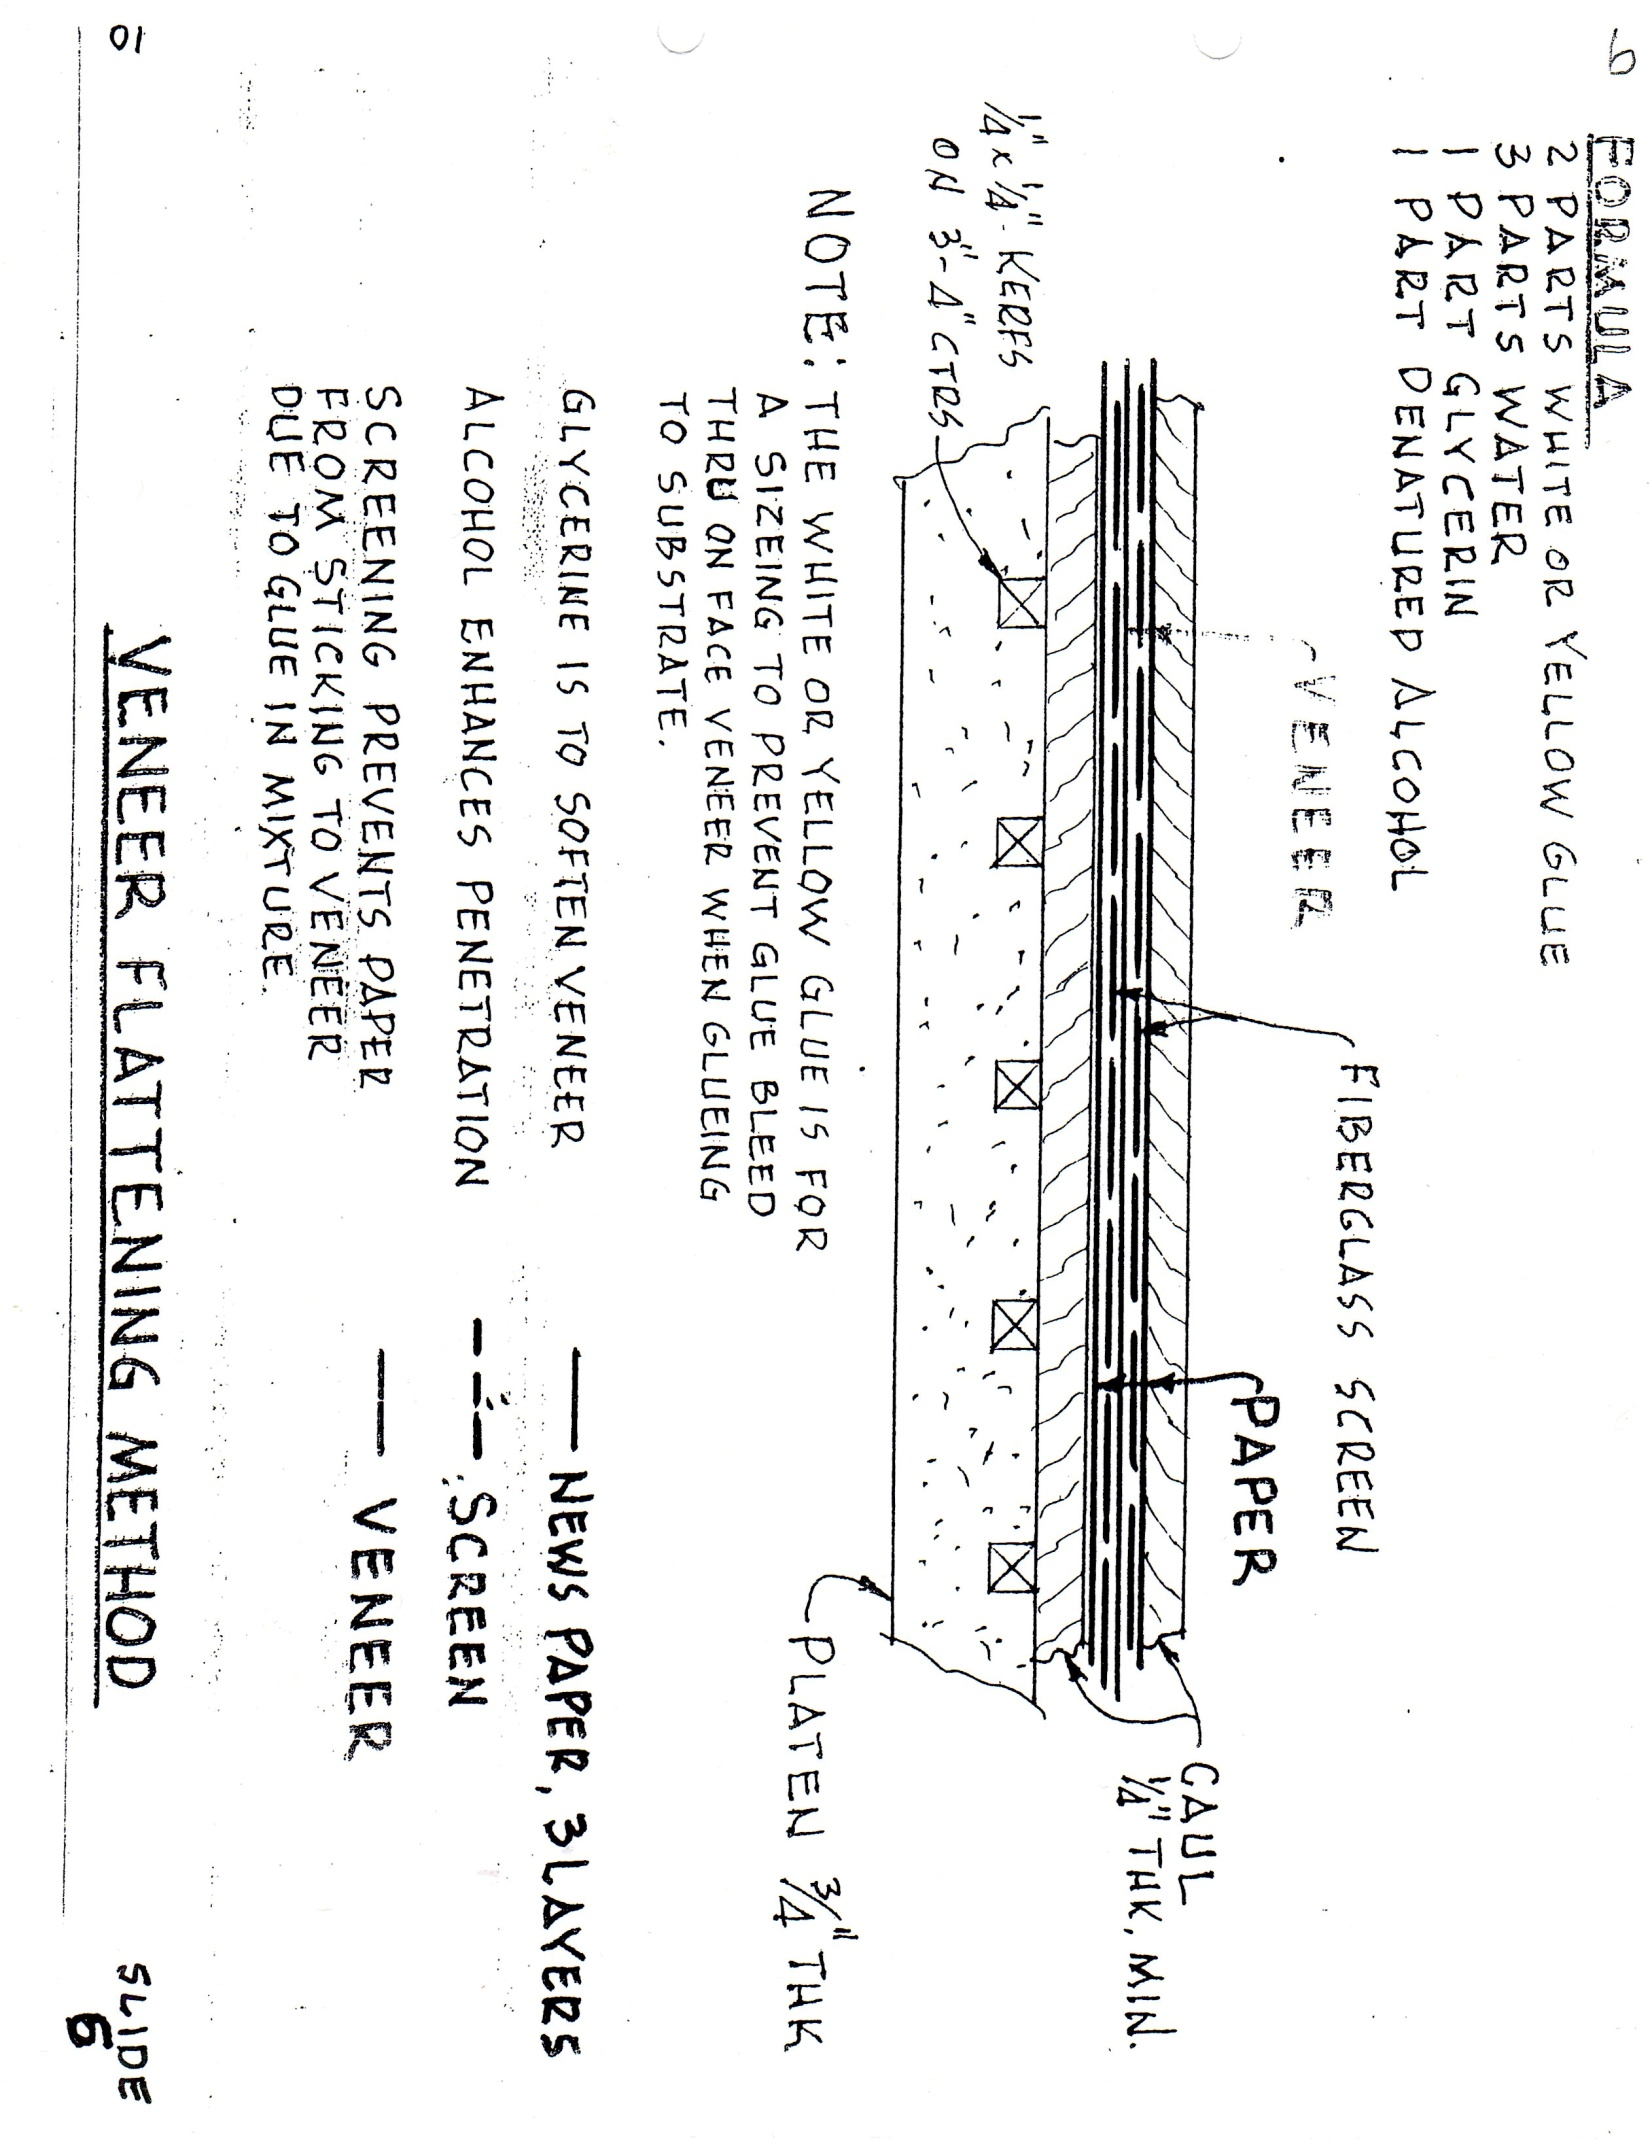 6
FORMULA
2 PARTS WHITE OR YELLOW GLUE
3 PARTS WATER
1 PART GLYCERIN
1 PART DENATURED ALCOHOL
VENEER
FIBERGLASS SCREEN
PAPER
CAUL
1/4" THK, MIN.
1/4" x 1/4" KERFS
ON 3"-4" CTRS
PLATEN 3/4" THK
NOTE: THE WHITE OR YELLOW GLUE IS FOR
A SIZEING TO PREVENT GLUE BLEED
THRU ON FACE VENEER WHEN GLUEING
TO SUBSTRATE.
GLYCERINE IS TO SOFTEN VENEER
ALCOHOL ENHANCES PENETRATION
SCREENING PREVENTS PAPER
FROM STICKING TO VENEER
DUE TO GLUE IN MIXTURE
NEWS PAPER, 3 LAYERS
SCREEN
VENEER
VENEER FLATTENING METHOD
SLIDE
6
10